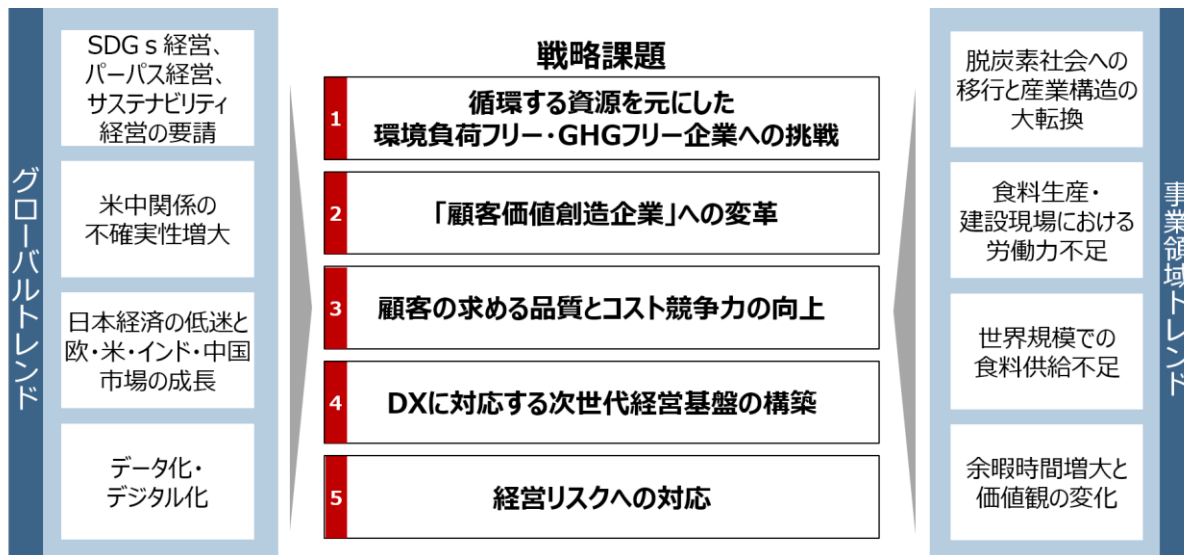 グローバルトレンド
SDGｓ経営、
パーパス経営、
サステナビリティ
経営の要請
米中関係の
不確実性増大
日本経済の低迷と
欧・米・インド・中国
市場の成長
データ化・
デジタル化
戦略課題
1
循環する資源を元にした
環境負荷フリー・GHGフリー企業への挑戦
2
「顧客価値創造企業」への変革
3
顧客の求める品質とコスト競争力の向上
4
DXに対応する次世代経営基盤の構築
5
経営リスクへの対応
脱炭素社会への
移行と産業構造の
大転換
食料生産・
建設現場における
労働力不足
世界規模での
食料供給不足
余暇時間増大と
価値観の変化
事業領域トレンド